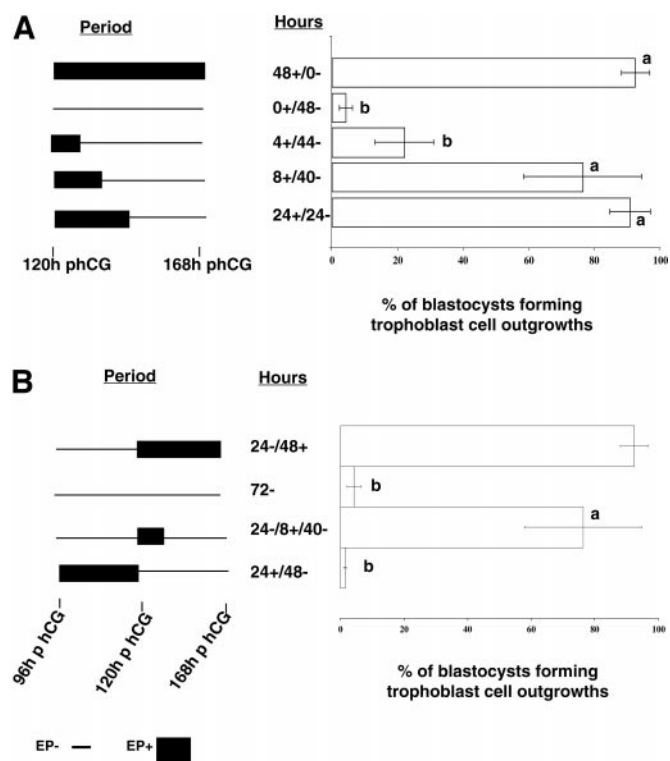 A
Period
Hours
48+/0-
a
0+/48-
b
4+/44-
b
8+/40-
a
24+/24-
a
120h phCG
168h phCG
0
20
40
60
80
100
% of blastocysts forming
trophoblast cell outgrowths
B
Period
Hours
24-/48+
72-
b
24-/8+/40-
a
24+/48-
b
96h p hCG
120h p hCG
168h p hCG
0
20
40
60
80
100
% of blastocysts forming
trophoblast cell outgrowths
EP-
EP+